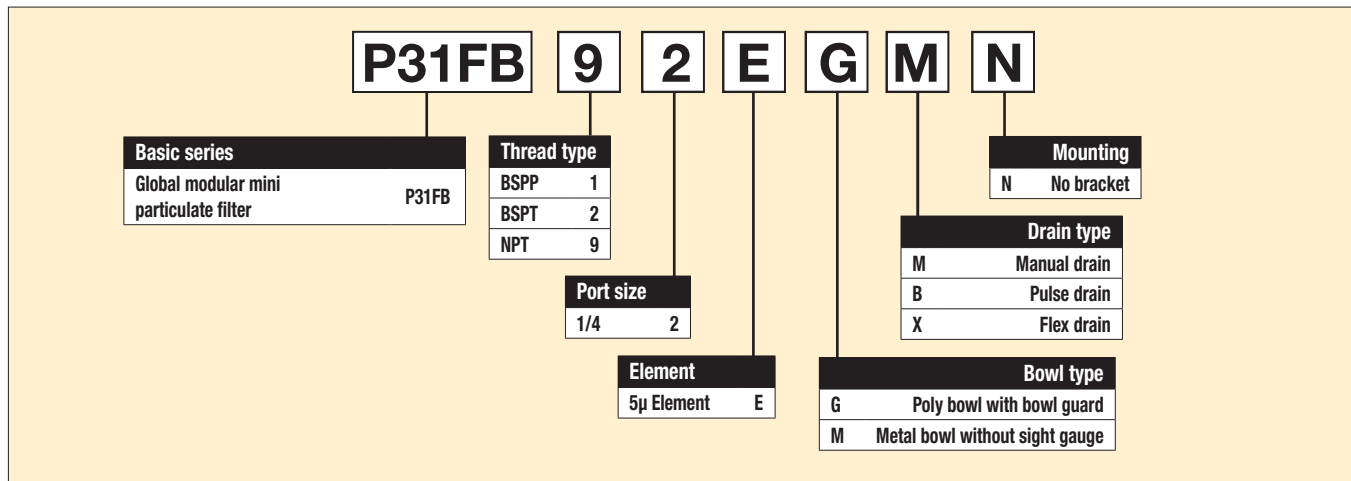 P31FB 9 2 E G M N
Basic series
Global modular mini
particulate filter P31FB
Thread type
BSPP 1
BSPT 2
NPT 9
Port size
1/4 2
Element
5µ Element E
Mounting
N No bracket
Drain type
M Manual drain
B Pulse drain
X Flex drain
Bowl type
G Poly bowl with bowl guard
M Metal bowl without sight gauge